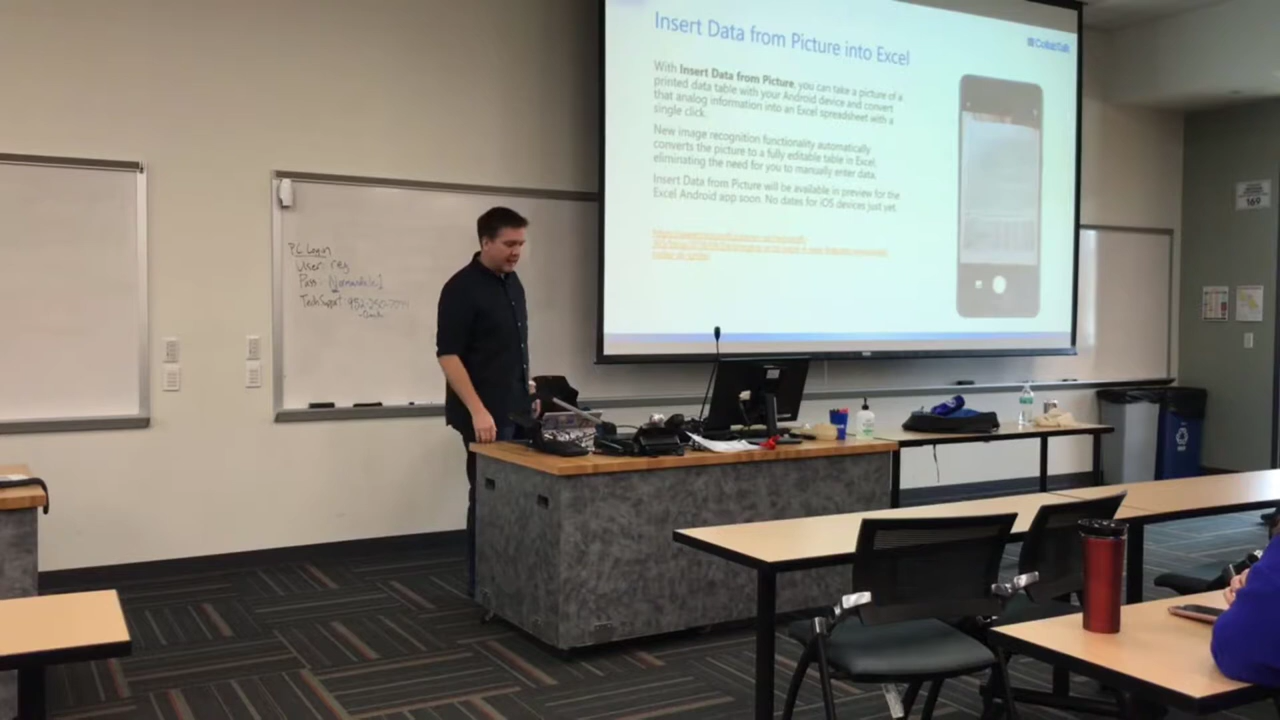 Insert Data from Picture into Excel
CollabTalk
With Insert Data from Picture, you can take a picture of a
printed data table with your Android device and convert
that analog information into an Excel spreadsheet with a
single click.
New image recognition functionality automatically
converts the picture to a fully editable table in Excel,
eliminating the need for you to manually enter data.
Insert Data from Picture will be available in preview for the
Excel Android app soon. No dates for iOS devices just yet.
PC Login
User:
Pass:
Tech Support:
169